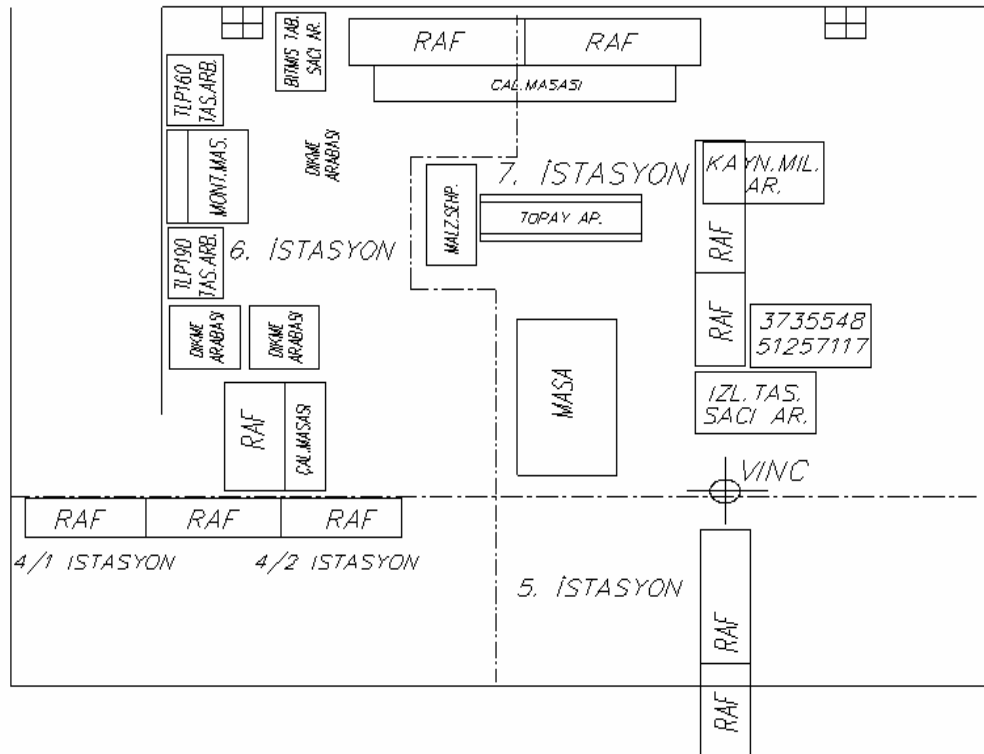 BITMIS TAB.
SACI AR.
RAF
RAF
ÇAL.MASASI
TLP160
TAS.ARB.
MONT.MAS.
DIKME
ARABASI
7. İSTASYON
KAYN.MIL.
AR.
MALZ.SEHP.
TOPAY AP.
RAF
TLP190
TAS.ARB.
6. İSTASYON
DIKME
ARABASI
DIKME
ARABASI
RAF
3735548
51257117
MASA
IZL.TAS.
SACI AR.
RAF
ÇAL.MASASI
VINC
RAF
RAF
RAF
4/1 ISTASYON
4/2 ISTASYON
5. İSTASYON
RAF
RAF